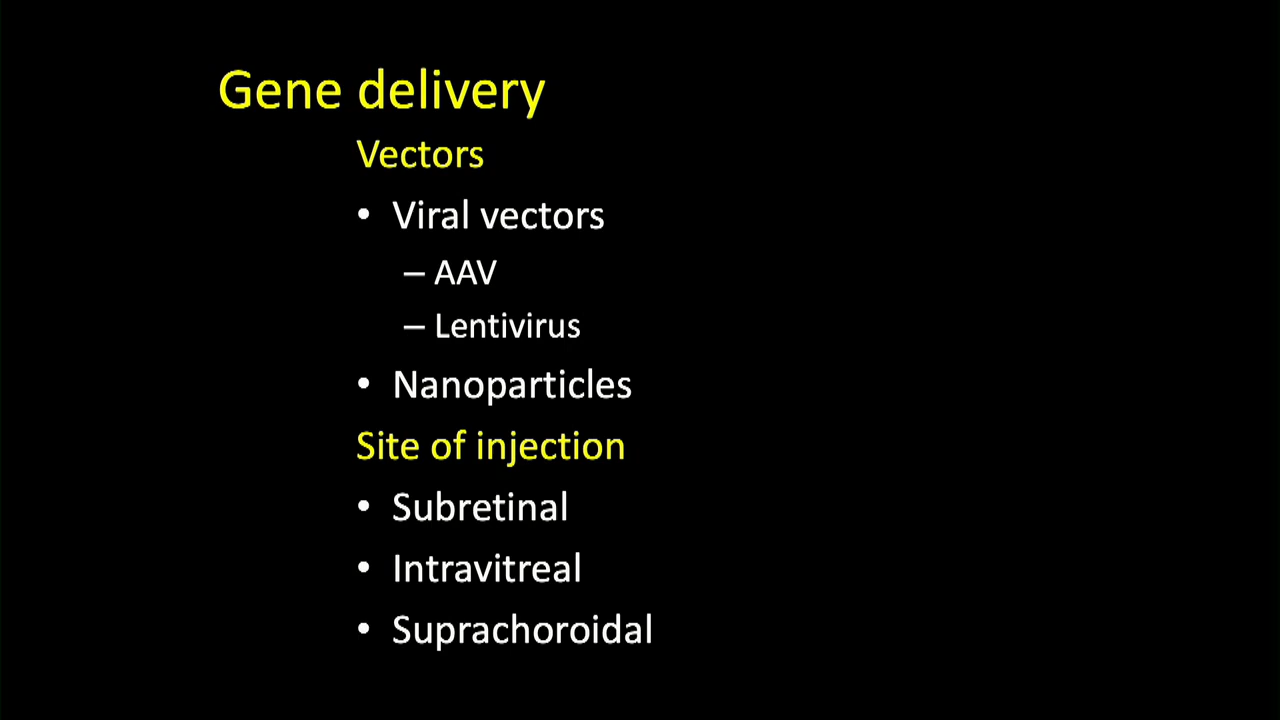 Gene delivery
Vectors
• Viral vectors
– AAV
– Lentivirus
• Nanoparticles
Site of injection
• Subretinal
• Intravitreal
• Suprachoroidal